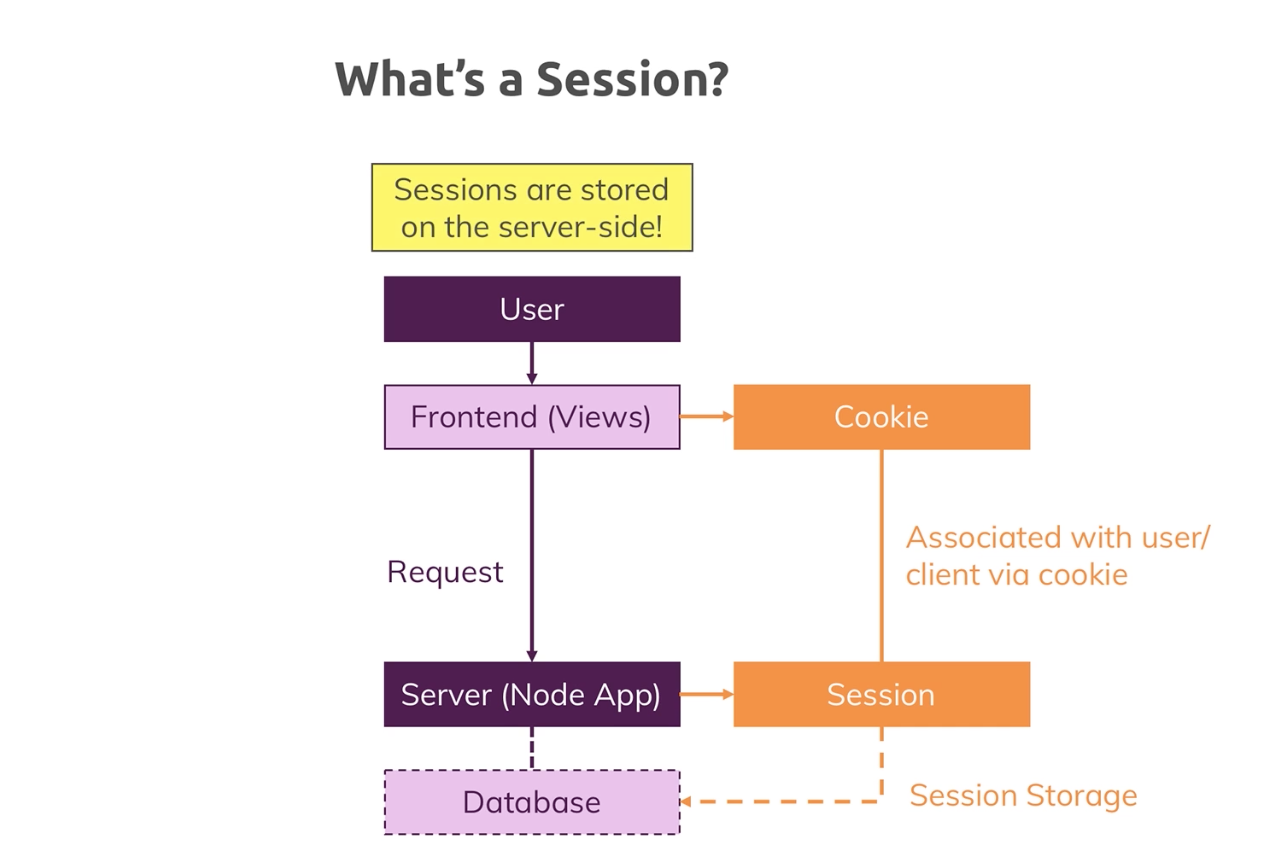 What's a Session?
Sessions are stored
on the server-side!
User
Frontend (Views)
Cookie
Associated with user/
client via cookie
Request
Server (Node App)
Session
Database
Session Storage